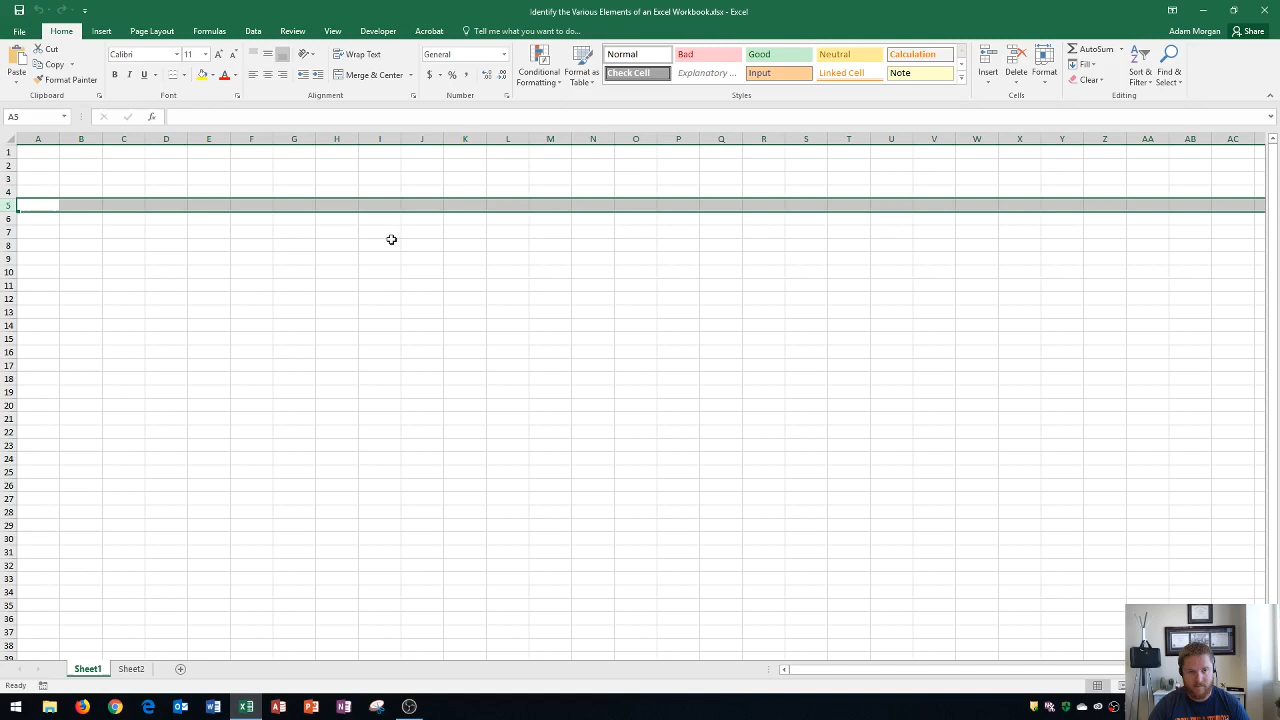 Identify the Various Elements of an Excel Workbook.xlsx - Excel
File Home Insert Page Layout Formulas Data Review View Developer Acrobat Tell me what you want to do... Adam Morgan Share
Paste Cut Copy Format Painter Clipboard
Calibri 11 A A B I U A Font
Wrap Text Merge & Center Alignment
General $ % , Number
Conditional Formatting Format as Table
Normal Bad Good Neutral Calculation
Check Cell Explanatory ... Input Linked Cell Note
Styles
Insert Delete Format Cells
AutoSum Fill Clear Sort & Filter Find & Select Editing
A5 fx
A B C D E F G H I J K L M N O P Q R S T U V W X Y Z AA AB AC
1
2
3
4
5
6
7
8
9
10
11
12
13
14
15
16
17
18
19
20
21
22
23
24
25
26
27
28
29
30
31
32
33
34
35
36
37
38
39
Sheet1 Sheet2
Ready